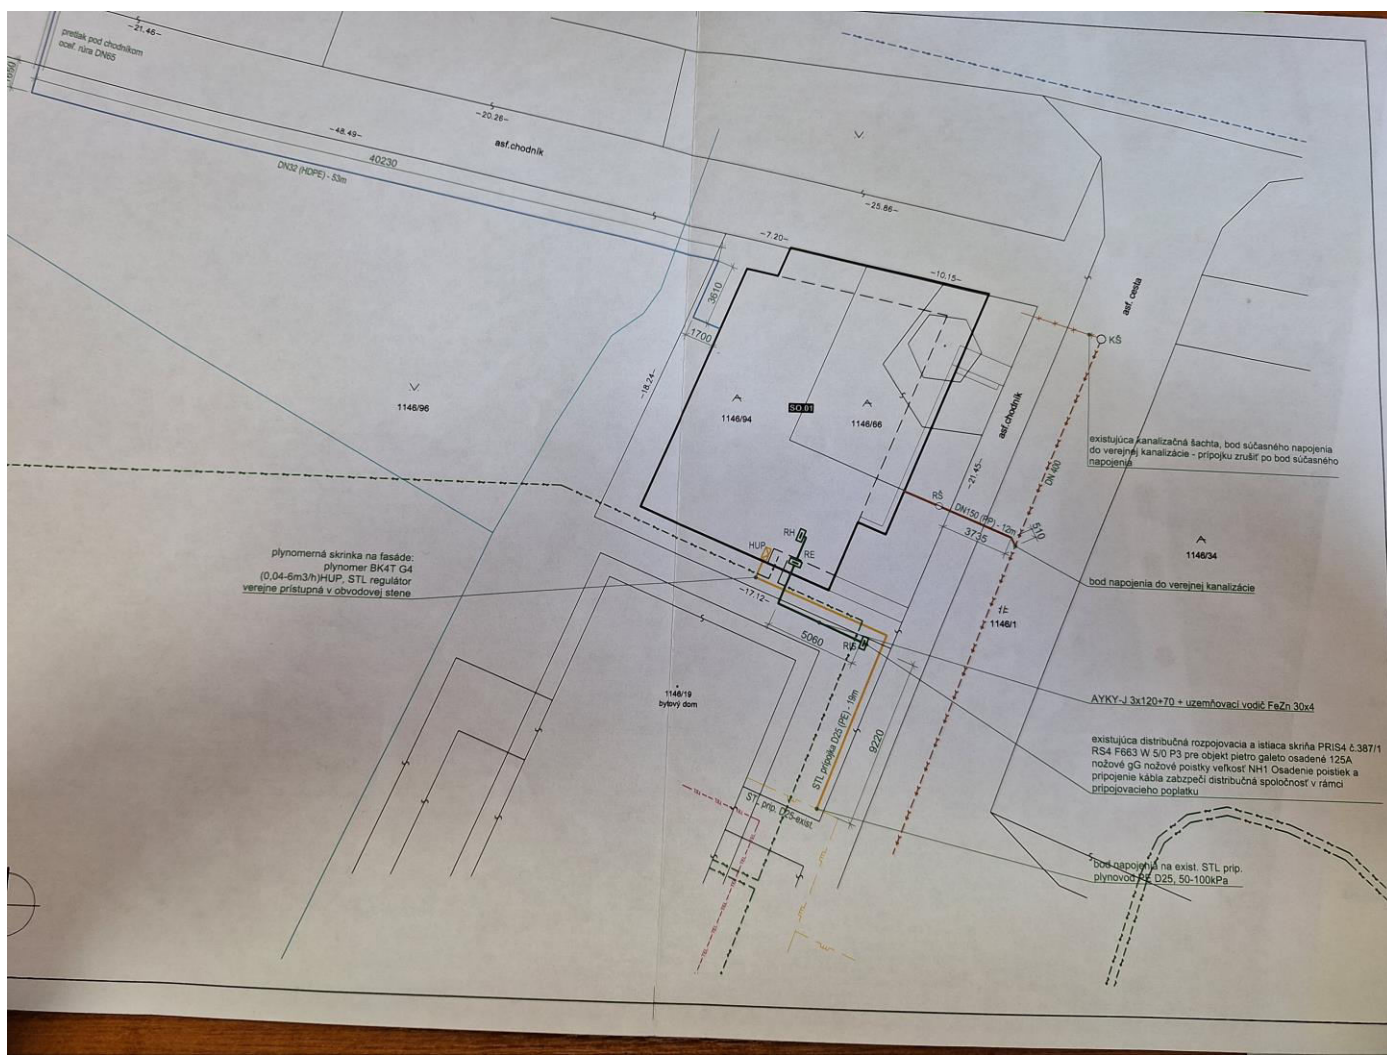 -21.46-
pretlak pod chodníkom
oceľ. rúra DN65
1650
-20.26-
-48.49-
asf.chodník
40230
DN32 (HDPE) - 53m
-25.86-
-7.20-
-10.15-
3610
1700
-18.24-
asf. cesta
KŠ
1146/96
SO.01
1146/94
1146/66
asf.chodník
existujúca kanalizačná šachta, bod súčasného napojenia
do verejnej kanalizácie - prípojku zrušiť po bod súčasného
napojenia
-21.45-
DN 400
RŠ
DN150 (PP) - 12m
510
3735
RH
HUP
RE
1146/34
plynomerná skrinka na fasáde:
plynomer BK4T G4
(0,04-6m3/h)HUP, STL regulátor
verejne prístupná v obvodovej stene
bod napojenia do verejnej kanalizácie
-17.12-
1146/1
5060
RIS
1146/19
bytový dom
AYKY-J 3x120+70 + uzemňovací vodič FeZn 30x4
STL prípojka D25 (PE) - 19m
9220
existujúca distribučná rozpojovacia a istiaca skriňa PRIS4 č.387/1
RS4 F663 W 5/0 P3 pre objekt pietro galeto osadené 125A
nožové gG nožové poistky veľkosť NH1 Osadenie poistiek a
pripojenie kábla zabzpečí distribučná spoločnosť v rámci
pripojovacieho poplatku
STL príp. D25-exist.
bod napojenia na exist. STL príp.
plynovod PE D25, 50-100kPa